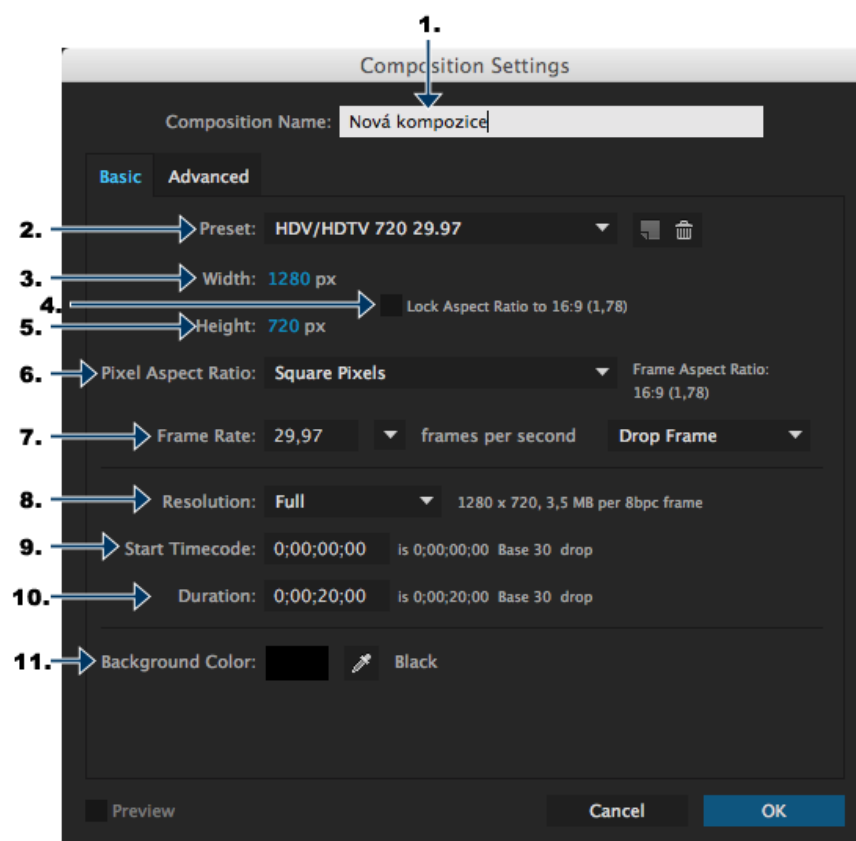 1.
Composition Settings
Composition Name: Nová kompozice
Basic Advanced
2. Preset: HDV/HDTV 720 29.97
3. Width: 1280 px
4. Lock Aspect Ratio to 16:9 (1,78)
5. Height: 720 px
6. Pixel Aspect Ratio: Square Pixels Frame Aspect Ratio:
16:9 (1,78)
7. Frame Rate: 29,97 frames per second Drop Frame
8. Resolution: Full 1280 x 720, 3,5 MB per 8bpc frame
9. Start Timecode: 0;00;00;00 is 0;00;00;00 Base 30 drop
10. Duration: 0;00;20;00 is 0;00;20;00 Base 30 drop
11. Background Color: Black
Preview Cancel OK